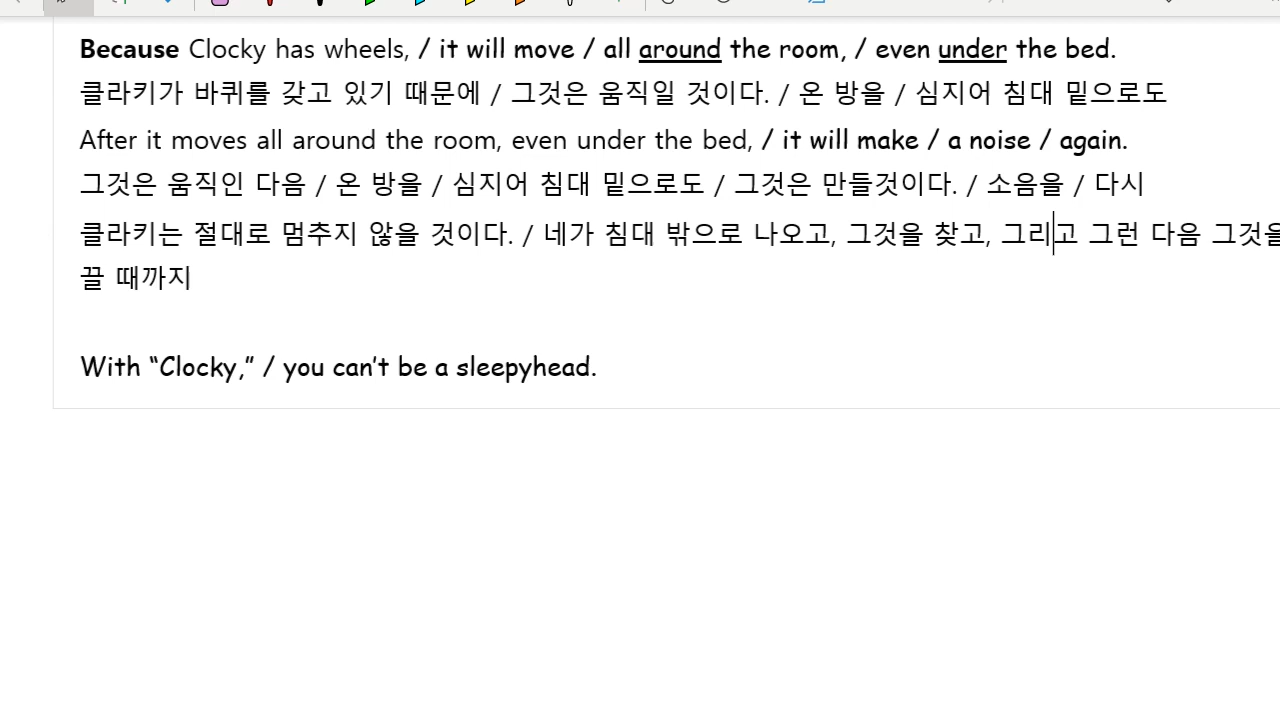 Because Clocky has wheels, / it will move / all around the room, / even under the bed.
클라키가 바퀴를 갖고 있기 때문에 / 그것은 움직일 것이다. / 온 방을 / 심지어 침대 밑으로도
After it moves all around the room, even under the bed, / it will make / a noise / again.
그것은 움직인 다음 / 온 방을 / 심지어 침대 밑으로도 / 그것은 만들것이다. / 소음을 / 다시
클라키는 절대로 멈추지 않을 것이다. / 네가 침대 밖으로 나오고, 그것을 찾고, 그리고 그런 다음 그것을
끌 때까지
With “Clocky,” / you can’t be a sleepyhead.